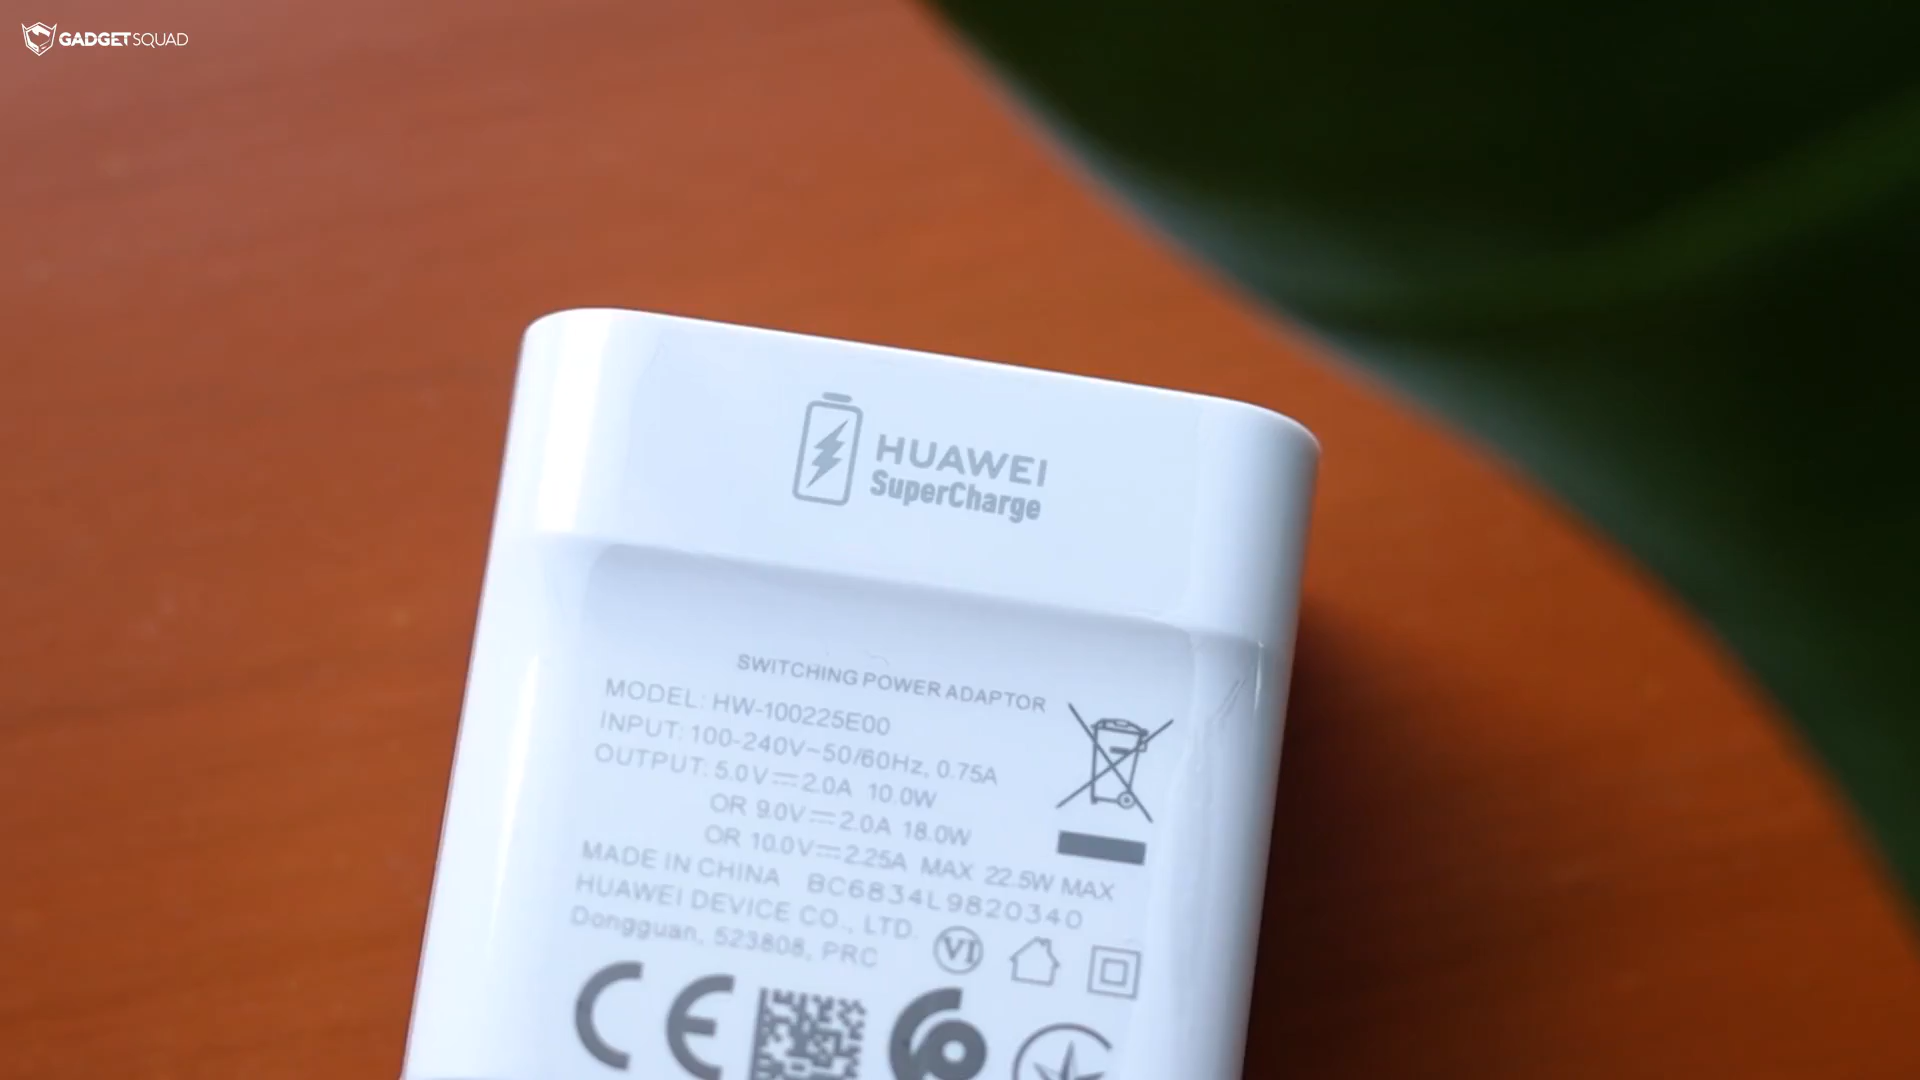 GADGETSQUAD
HUAWEI
SuperCharge
SWITCHING POWER ADAPTOR
MODEL: HW-100225E00
INPUT: 100-240V~50/60Hz, 0.75A
OUTPUT: 5.0V⎓2.0A 10.0W
OR 9.0V⎓2.0A 18.0W
OR 10.0V⎓2.25A MAX 22.5W MAX
MADE IN CHINA BC6834L9820340
HUAWEI DEVICE CO., LTD.
Dongguan, 523808, PRC
VI
CE